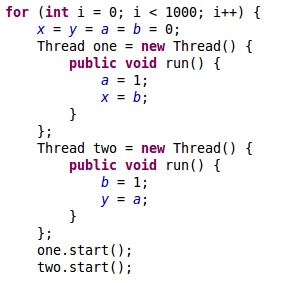 for (int i = 0; i < 1000; i++) {
    x = y = a = b = 0;
    Thread one = new Thread() {
        public void run() {
            a = 1;
            x = b;
        }
    };
    Thread two = new Thread() {
        public void run() {
            b = 1;
            y = a;
        }
    };
    one.start();
    two.start();